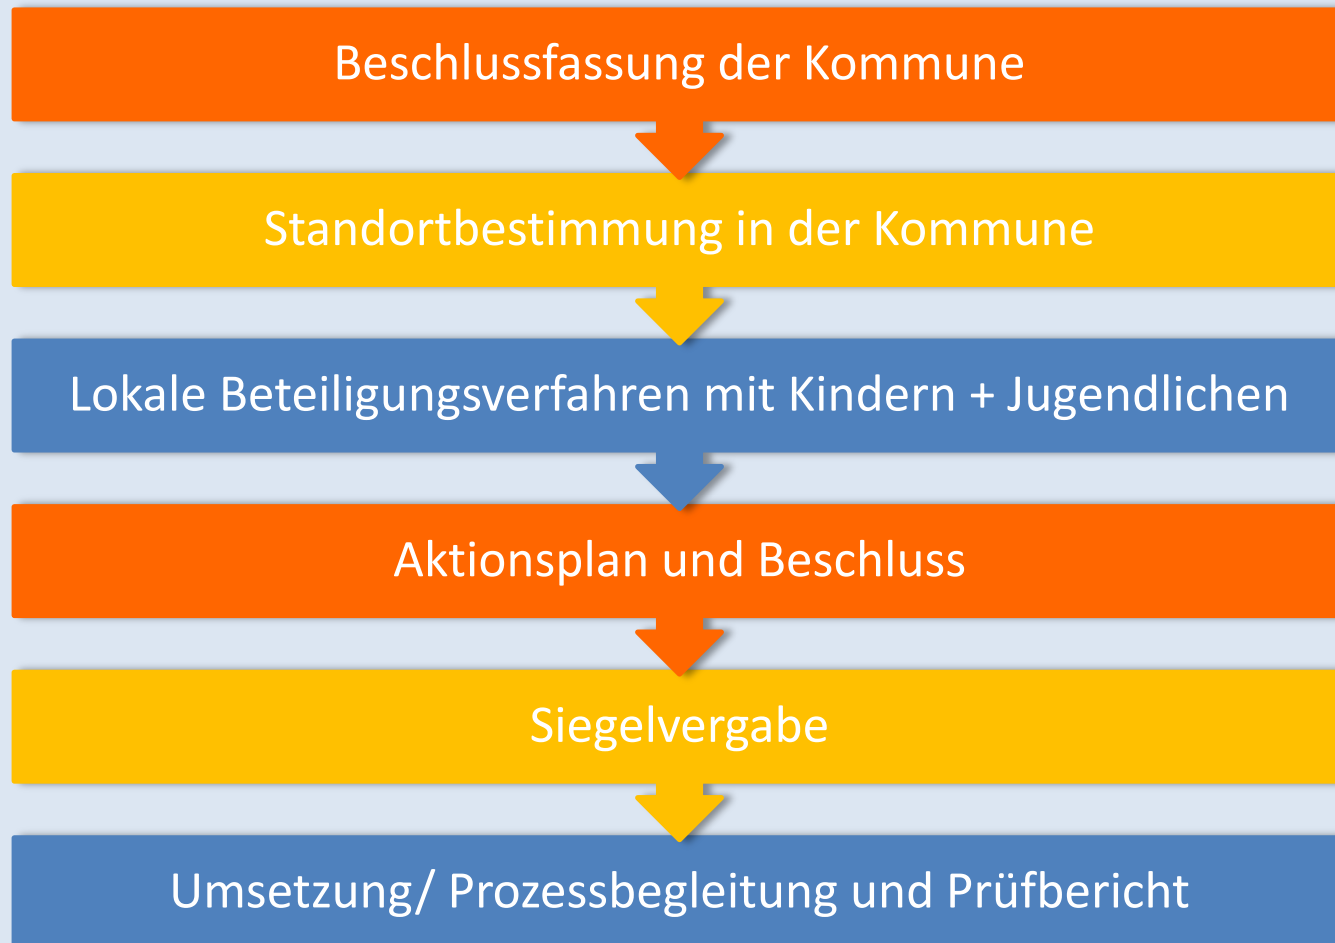 Beschlussfassung der Kommune
Standortbestimmung in der Kommune
Lokale Beteiligungsverfahren mit Kindern + Jugendlichen
Aktionsplan und Beschluss
Siegelvergabe
Umsetzung/ Prozessbegleitung und Prüfbericht